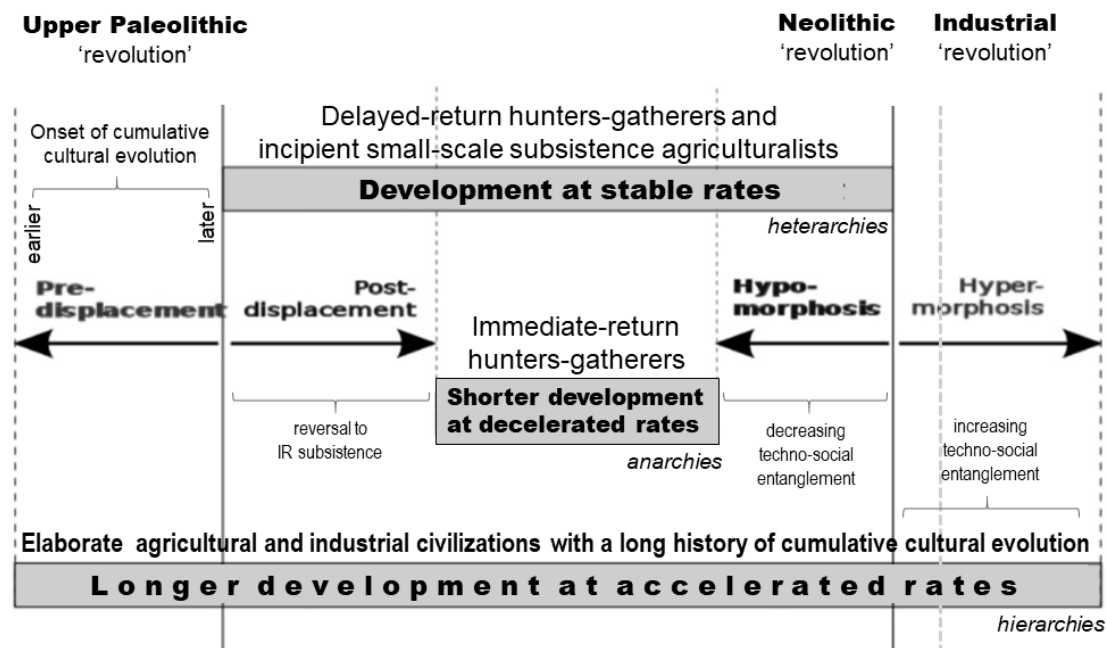 Upper Paleolithic
‘revolution’
Neolithic
‘revolution’
Industrial
‘revolution’
Onset of cumulative
cultural evolution
earlier
later
Delayed-return hunters-gatherers and
incipient small-scale subsistence agriculturalists
Development at stable rates
heterarchies
Pre-
displacement
Post-
displacement
Hypo-
morphosis
Hyper-
morphosis
Immediate-return
hunters-gatherers
Shorter development
at decelerated rates
anarchies
reversal to
IR subsistence
decreasing
techno-social
entanglement
increasing
techno-social
entanglement
Elaborate agricultural and industrial civilizations with a long history of cumulative cultural evolution
Longer development at accelerated rates
hierarchies